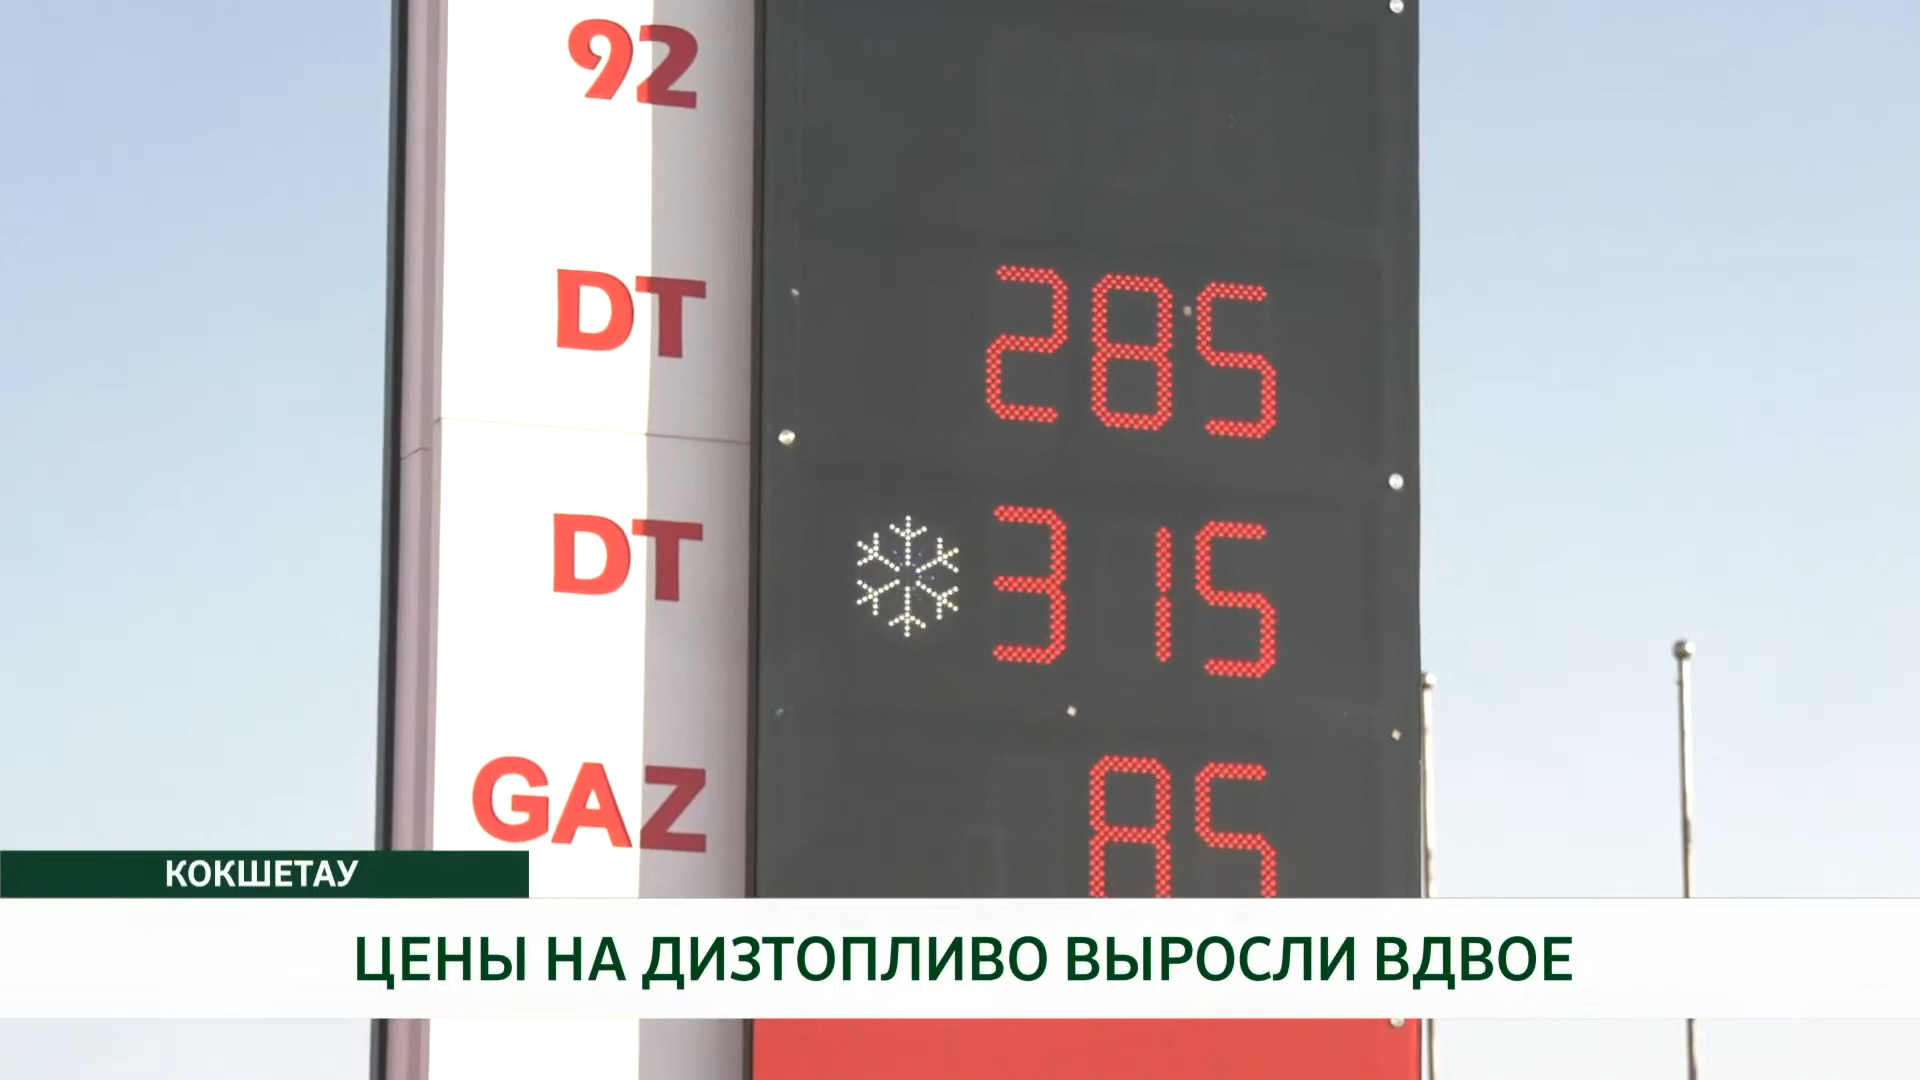 92
DT 285
DT 315
GAZ 85
КОКШЕТАУ
ЦЕНЫ НА ДИЗТОПЛИВО ВЫРОСЛИ ВДВОЕ